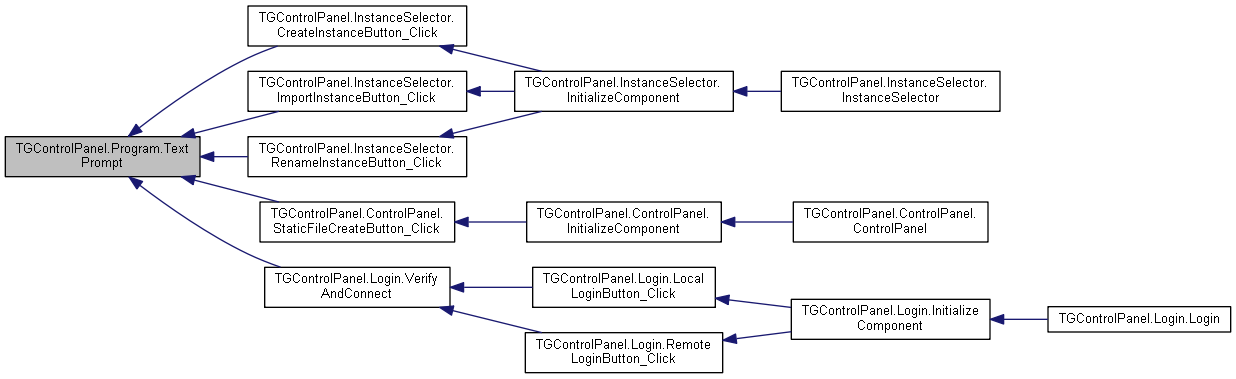 TGControlPanel.Program.Text
Prompt
TGControlPanel.InstanceSelector.
CreateInstanceButton_Click
TGControlPanel.InstanceSelector.
ImportInstanceButton_Click
TGControlPanel.InstanceSelector.
RenameInstanceButton_Click
TGControlPanel.InstanceSelector.
InitializeComponent
TGControlPanel.InstanceSelector.
InstanceSelector
TGControlPanel.ControlPanel.
StaticFileCreateButton_Click
TGControlPanel.ControlPanel.
InitializeComponent
TGControlPanel.ControlPanel.
ControlPanel
TGControlPanel.Login.Verify
AndConnect
TGControlPanel.Login.Local
LoginButton_Click
TGControlPanel.Login.Remote
LoginButton_Click
TGControlPanel.Login.Initialize
Component
TGControlPanel.Login.Login